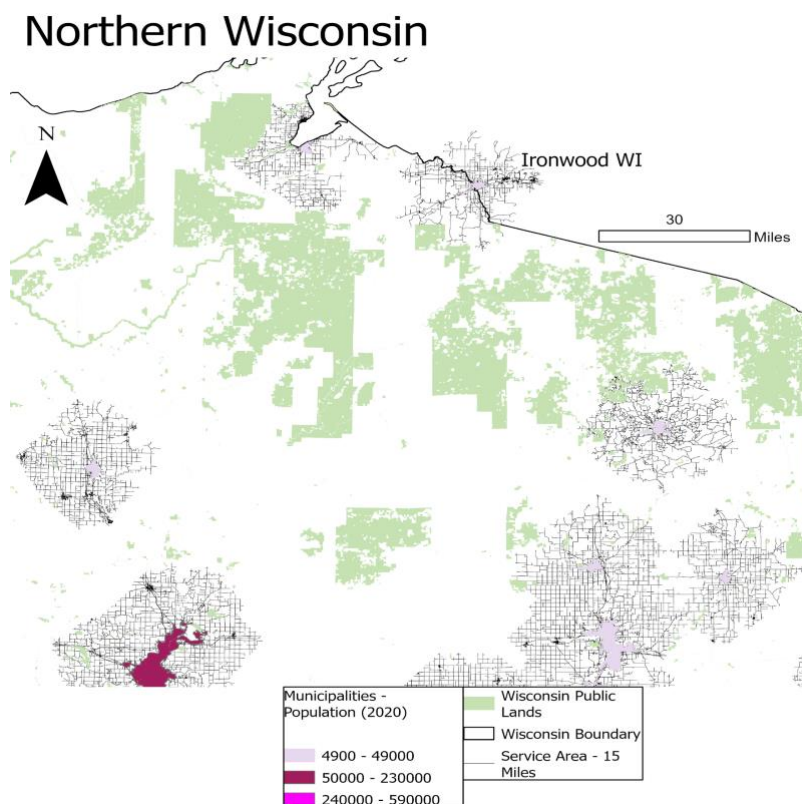 Northern Wisconsin
N
Ironwood WI
30
Miles
Municipalities -
Population (2020)
4900 - 49000
50000 - 230000
240000 - 590000
Wisconsin Public
Lands
Wisconsin Boundary
Service Area - 15
Miles